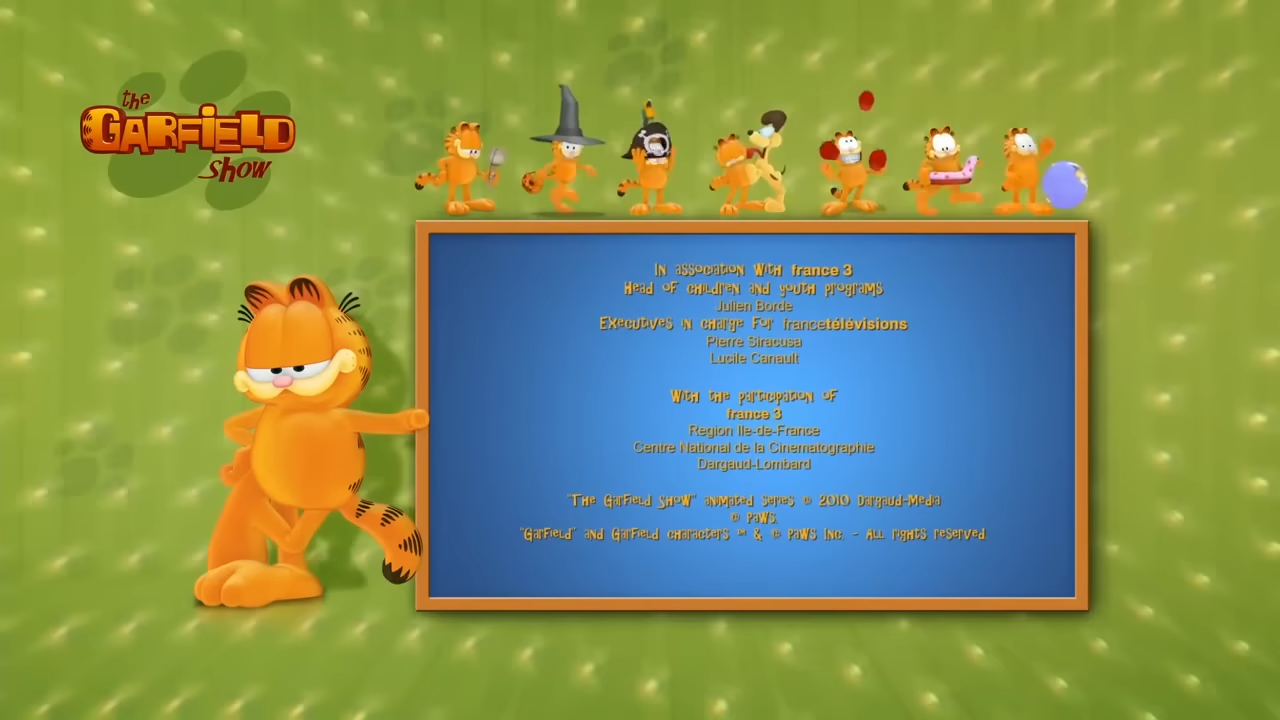 the
GARFiELD
show
In association with france 3
Head of children and youth programs
Julien Borde
Executives in charge for francetélévisions
Pierre Siracusa
Lucile Canault
With the participation of
france 3
Region Ile-de-France
Centre National de la Cinematographie
Dargaud-Lombard
"The Garfield Show" animated series © 2010 Dargaud-Media
© Paws.
"Garfield" and Garfield characters ™ & © Paws Inc. - All rights reserved.